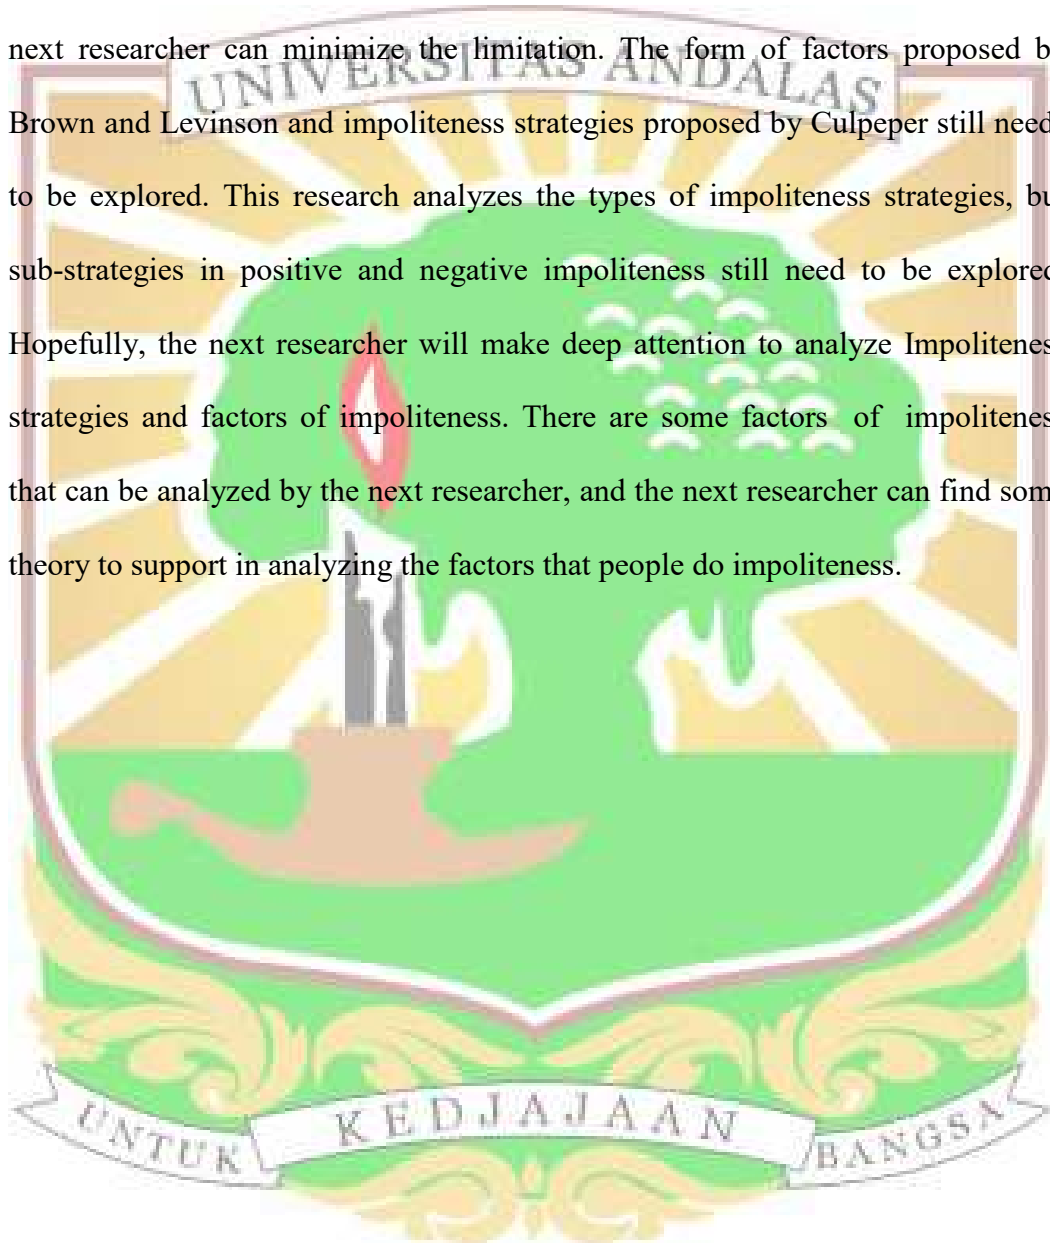 next researcher can minimize the limitation. The form of factors proposed b
UNIVERSITAS ANDALAS
Brown and Levinson and impoliteness strategies proposed by Culpeper still need
to be explored. This research analyzes the types of impoliteness strategies, bu
sub-strategies in positive and negative impoliteness still need to be explored
Hopefully, the next researcher will make deep attention to analyze Impolitenes
strategies and factors of impoliteness. There are some factors of impolitenes
that can be analyzed by the next researcher, and the next researcher can find som
theory to support in analyzing the factors that people do impoliteness.
UNTUK KEDJAJAAN BANGSA